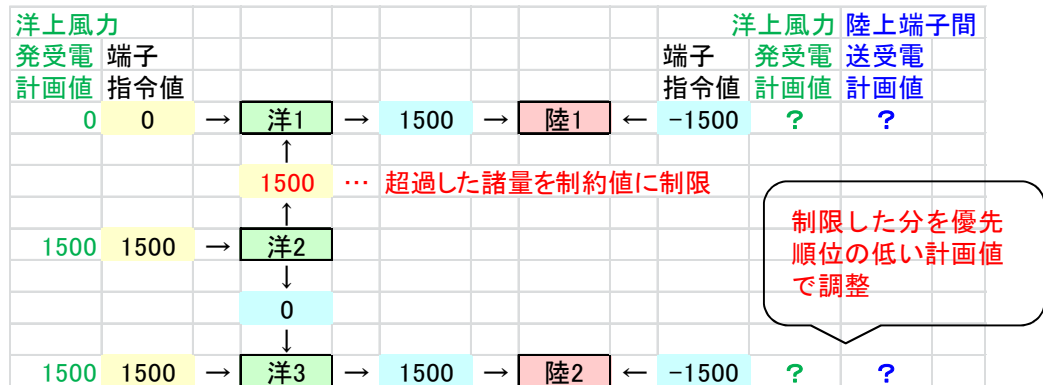 洋上風力 洋上風力 陸上端子間
発受電 端子 端子 発受電 送受電
計画値 指令値 指令値 計画値 計画値
0 0 → 洋1 → 1500 → 陸1 ← -1500 ? ?
↑
1500 … 超過した諸量を制約値に制限
↑
1500 1500 → 洋2
↓
0
↓
1500 1500 → 洋3 → 1500 → 陸2 ← -1500 ? ?
制限した分を優先
順位の低い計画値
で調整